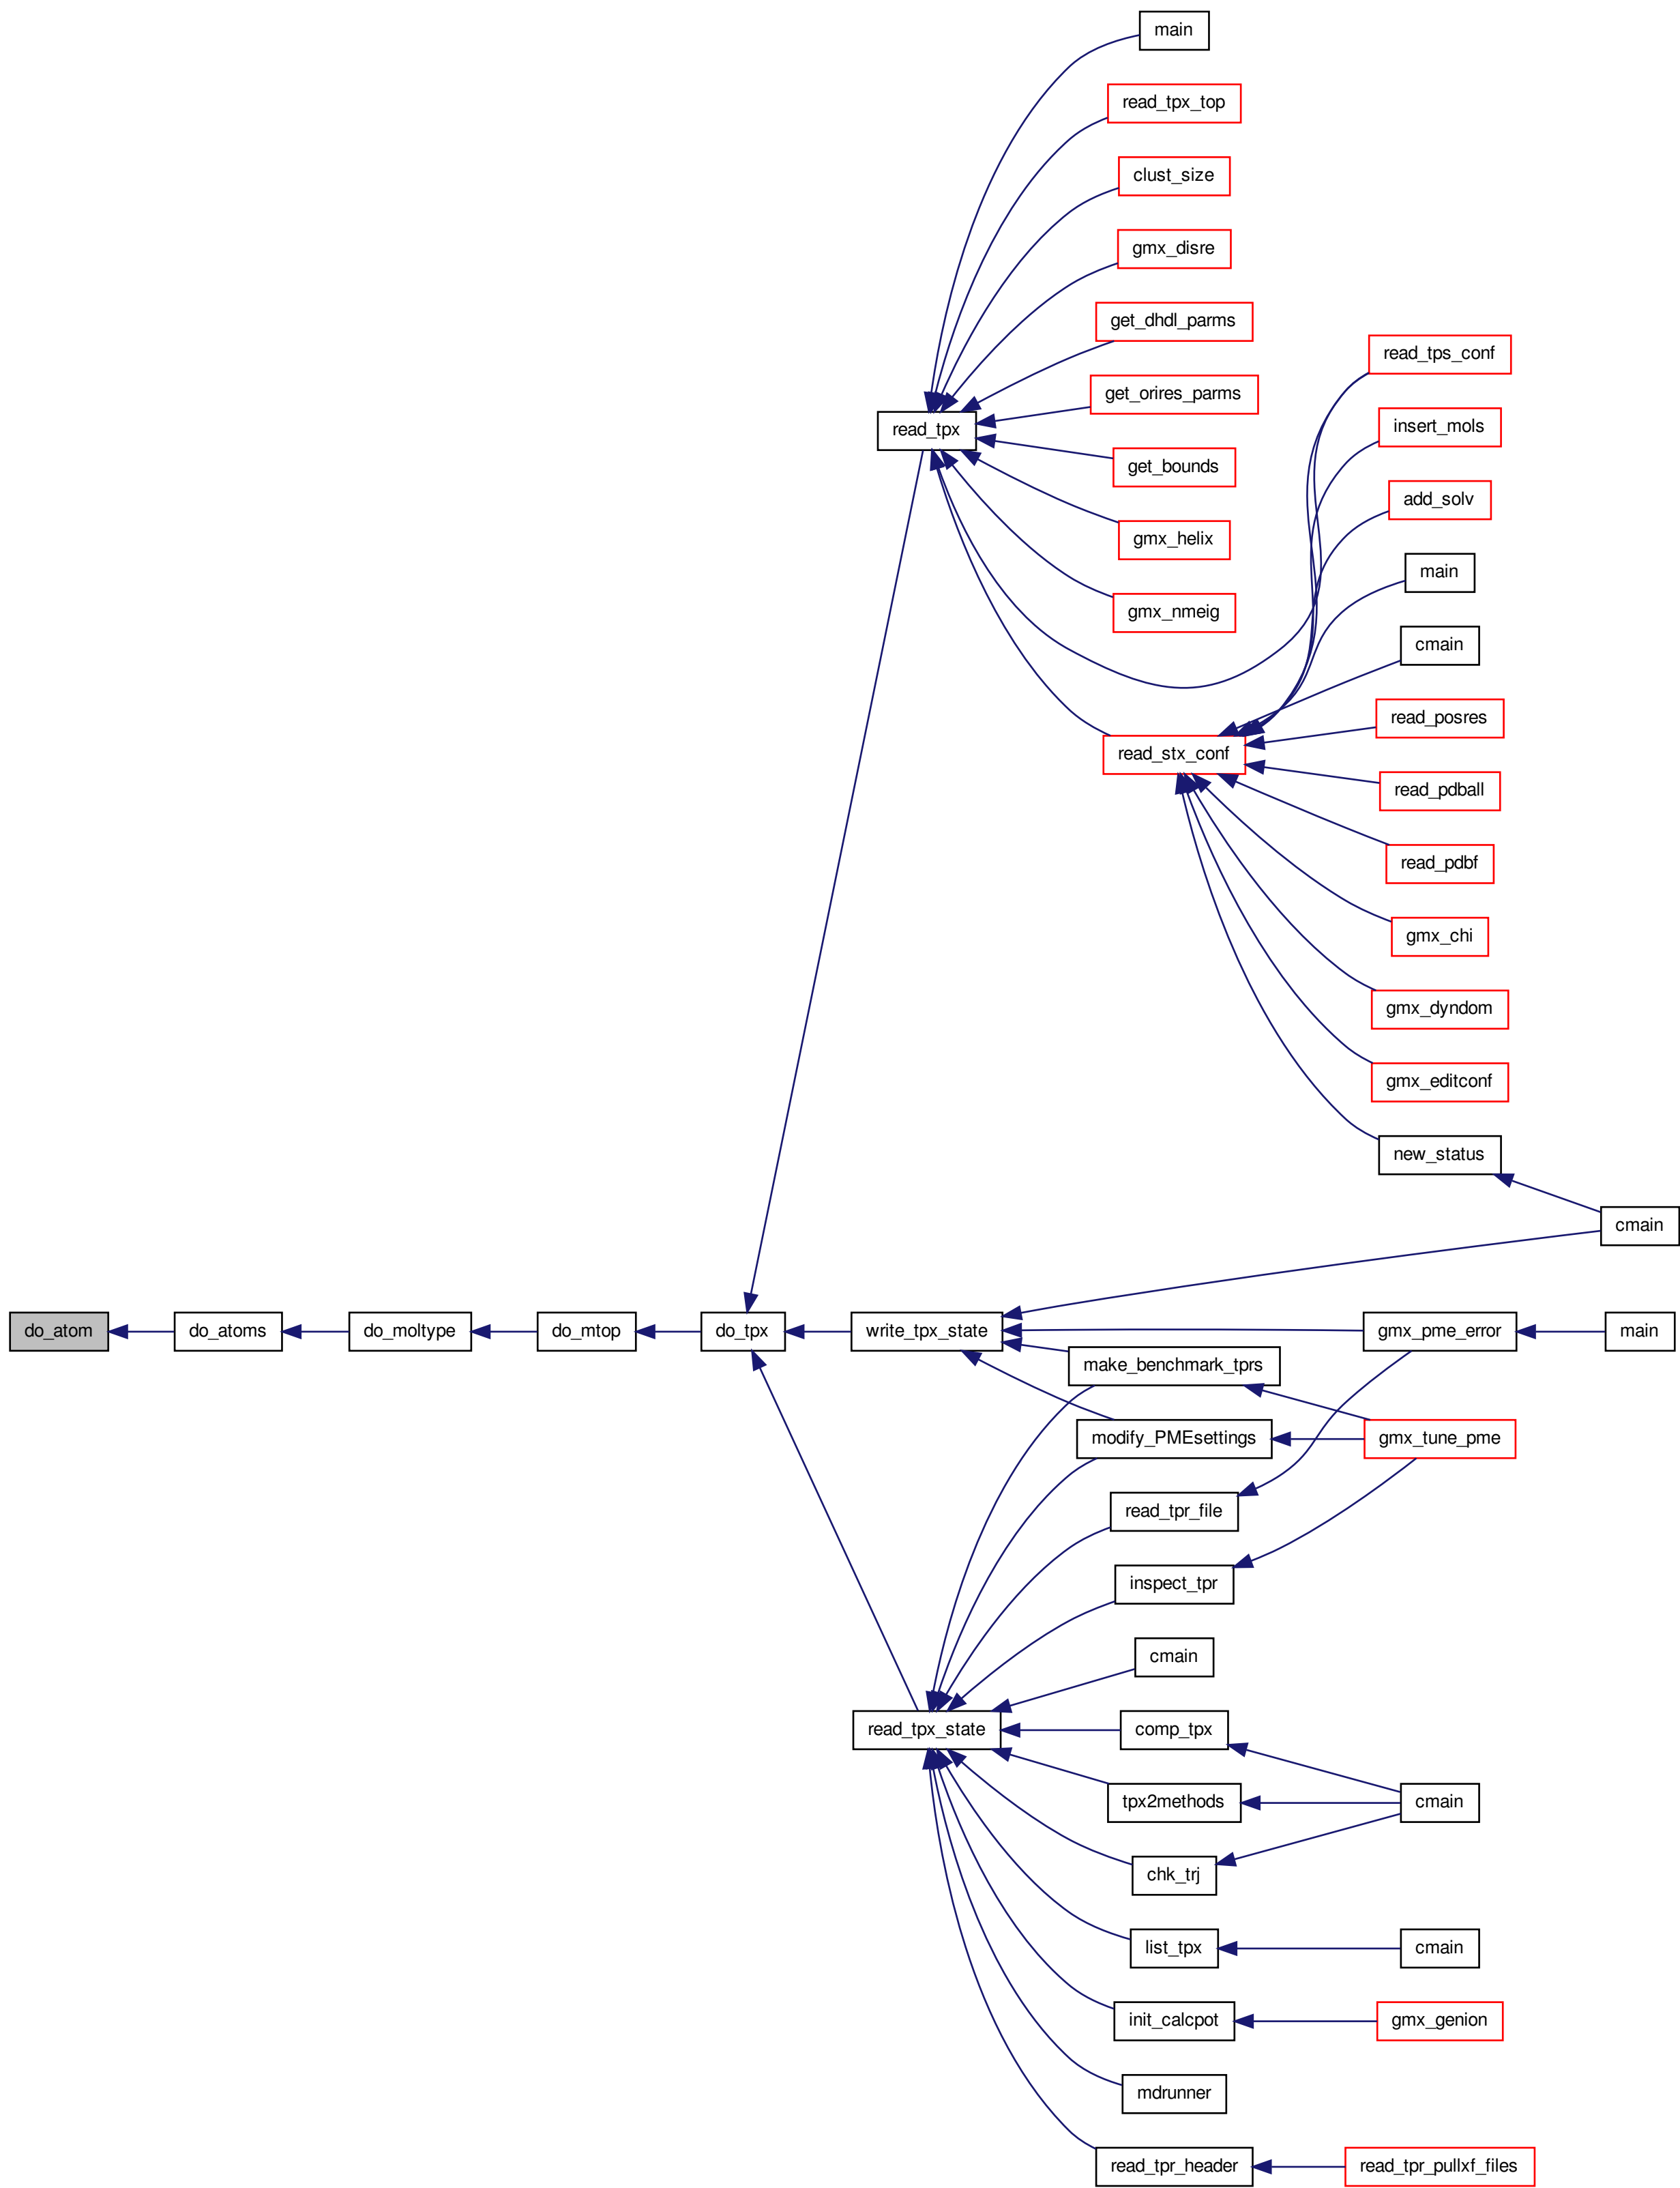 main
read_tpx_top
clust_size
gmx_disre
get_dhdl_parms
read_tps_conf
get_orires_parms
insert_mols
read_tpx
get_bounds
add_solv
gmx_helix
main
gmx_nmeig
cmain
read_posres
read_stx_conf
read_pdball
read_pdbf
gmx_chi
gmx_dyndom
gmx_editconf
new_status
cmain
do_atom
do_atoms
do_moltype
do_mtop
do_tpx
write_tpx_state
gmx_pme_error
main
make_benchmark_tprs
modify_PMEsettings
gmx_tune_pme
read_tpr_file
inspect_tpr
cmain
read_tpx_state
comp_tpx
tpx2methods
cmain
chk_trj
list_tpx
cmain
init_calcpot
gmx_genion
mdrunner
read_tpr_header
read_tpr_pullxf_files